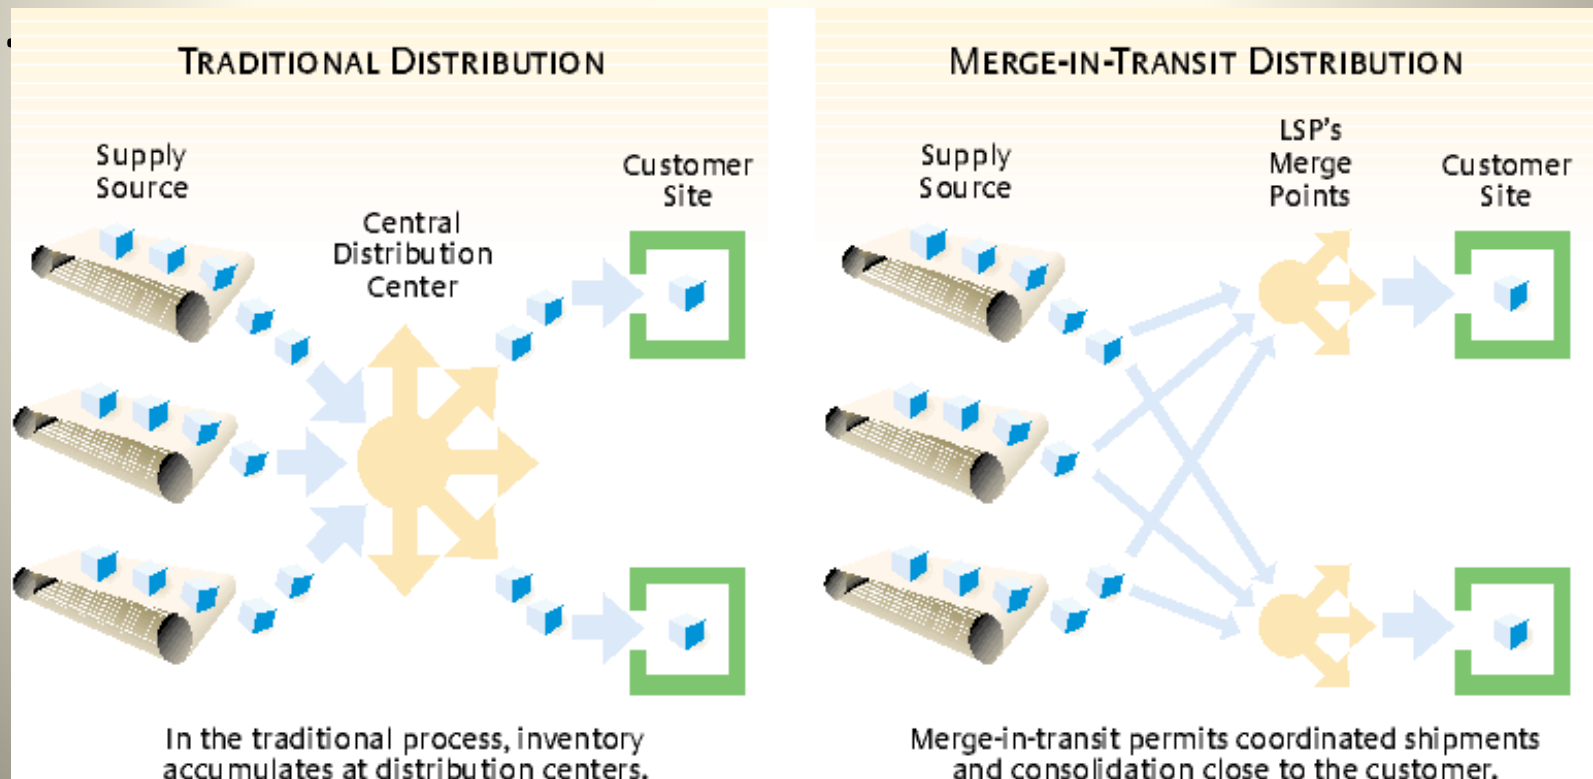 TRADITIONAL DISTRIBUTION
Supply
Source
Central
Distribution
Center
Customer
Site
In the traditional process, inventory
accumulates at distribution centers.
MERGE-IN-TRANSIT DISTRIBUTION
Supply
Source
LSP's
Merge
Points
Customer
Site
Merge-in-transit permits coordinated shipments
and consolidation close to the customer.